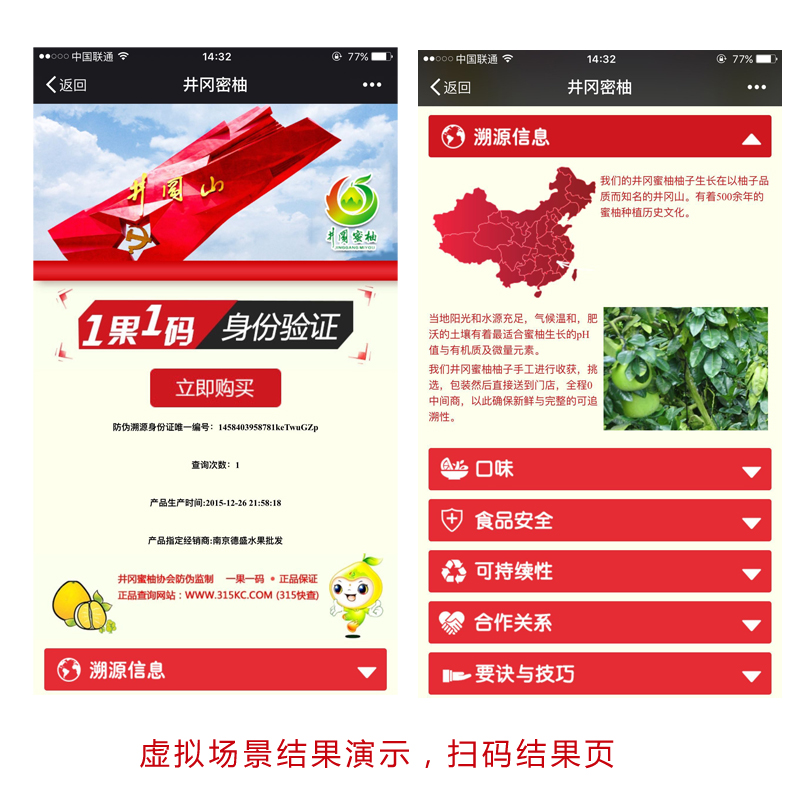 中国联通
14:32
77%
返回
井冈密柚
井冈山
井冈蜜柚
JINGGANG MI YOU
1果1码
身份验证
立即购买
防伪溯源身份证唯一编号：1458403958781keTwuGZp
查询次数：1
产品生产时间:2015-12-26 21:58:18
产品指定经销商:南京德盛水果批发
井冈蜜柚协会防伪监制 一果一码 • 正品保证
正品查询网站：WWW.315KC.COM (315快查)
溯源信息
中国联通
14:32
77%
返回
井冈密柚
溯源信息
我们的井冈蜜柚柚子生长在以柚子品
质而知名的井冈山。有着500余年的
蜜柚种植历史文化。
当地阳光和水源充足，气候温和，肥
沃的土壤有着最适合蜜柚生长的pH
值与有机质及微量元素。
我们井冈蜜柚柚子手工进行收获，挑
选，包装然后直接送到门店，全程0
中间商，以此确保新鲜与完整的可追
溯性。
口味
食品安全
可持续性
合作关系
要诀与技巧
虚拟场景结果演示，扫码结果页